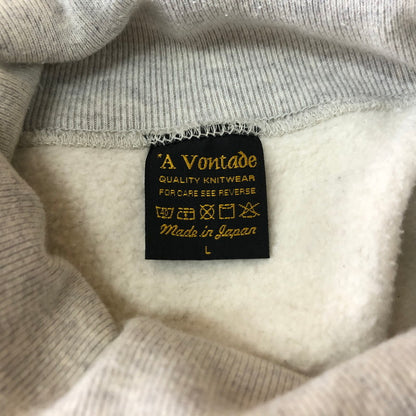 'A Vontade
QUALITY KNITWEAR
FOR CARE SEE REVERSE
Made in Japan
L